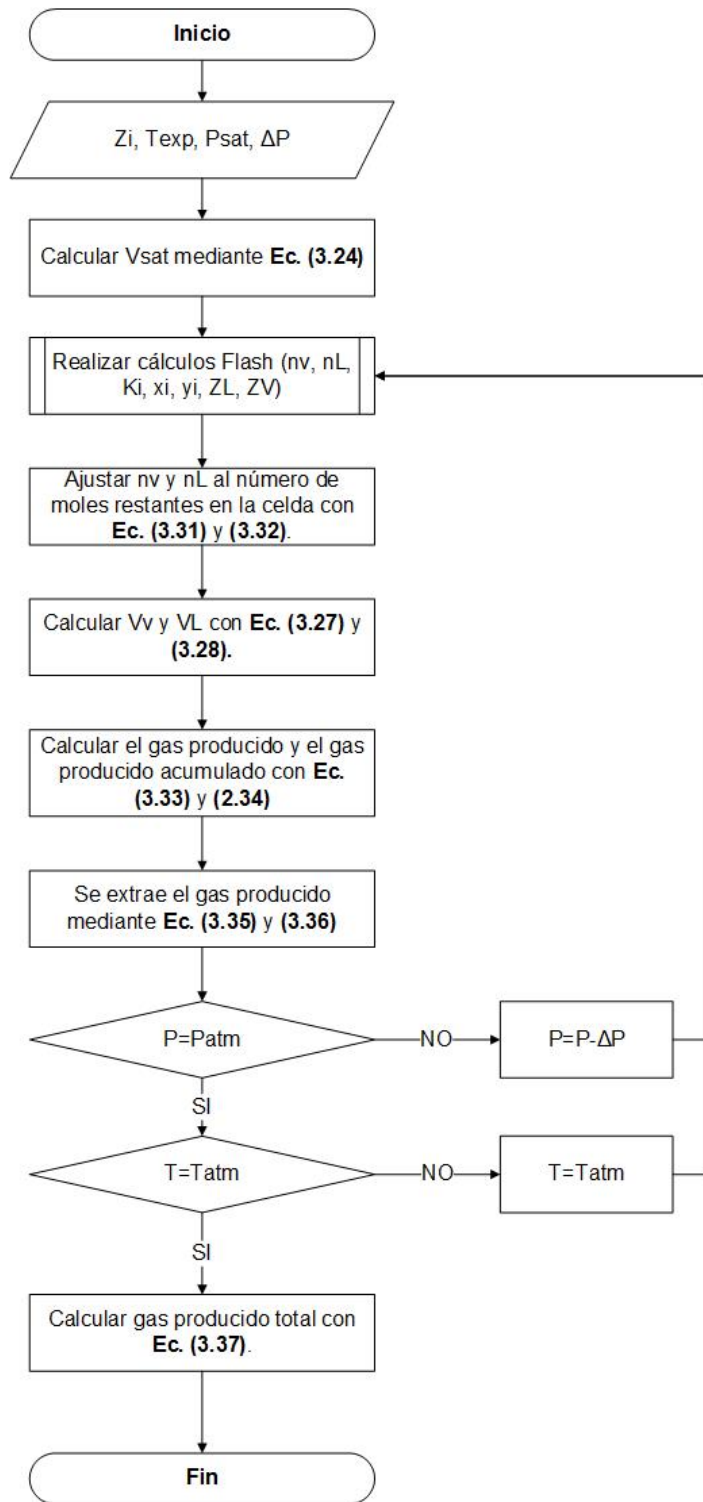 Inicio
Zi, Texp, Psat, ΔP
Calcular Vsat mediante Ec. (3.24)
Realizar cálculos Flash (nv, nL,
Ki, xi, yi, ZL, ZV)
Ajustar nv y nL al número de
moles restantes en la celda con
Ec. (3.31) y (3.32).
Calcular Vv y VL con Ec. (3.27) y
(3.28).
Calcular el gas producido y el gas
producido acumulado con Ec.
(3.33) y (2.34)
Se extrae el gas producido
mediante Ec. (3.35) y (3.36)
P=Patm
NO
P=P-ΔP
SI
T=Tatm
NO
T=Tatm
SI
Calcular gas producido total con
Ec. (3.37).
Fin